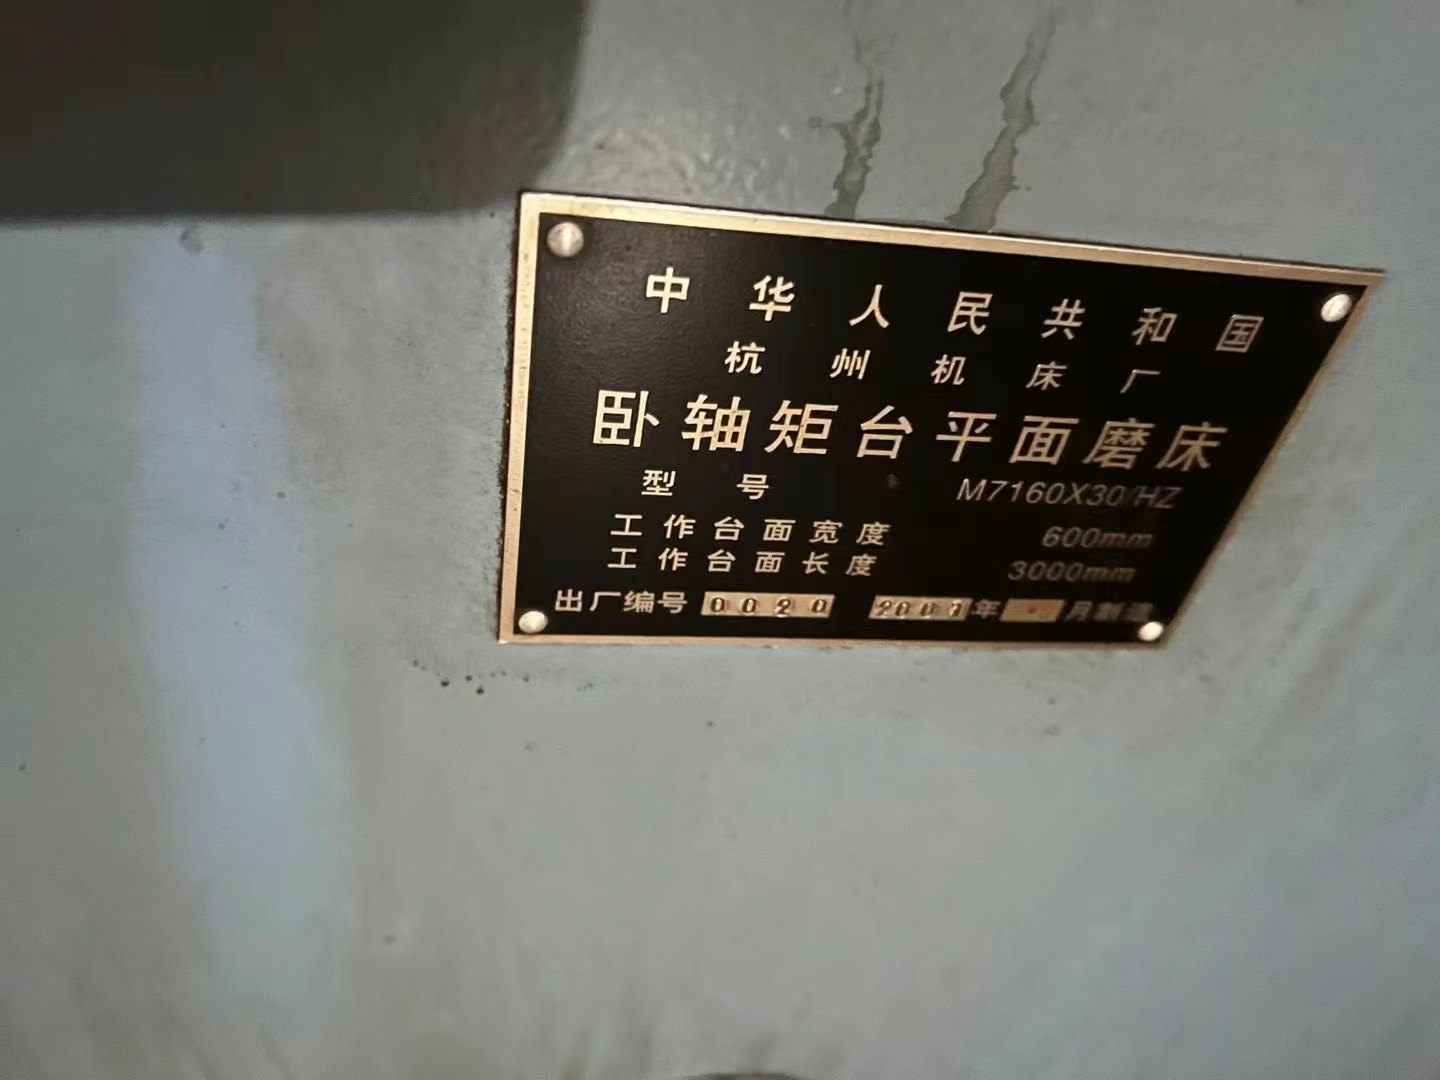 中华人民共和国
杭州机床厂
卧轴矩台平面磨床
型号 M7160X30/HZ
工作台面宽度 600mm
工作台面长度 3000mm
出厂编号 0020 2001年 月制造